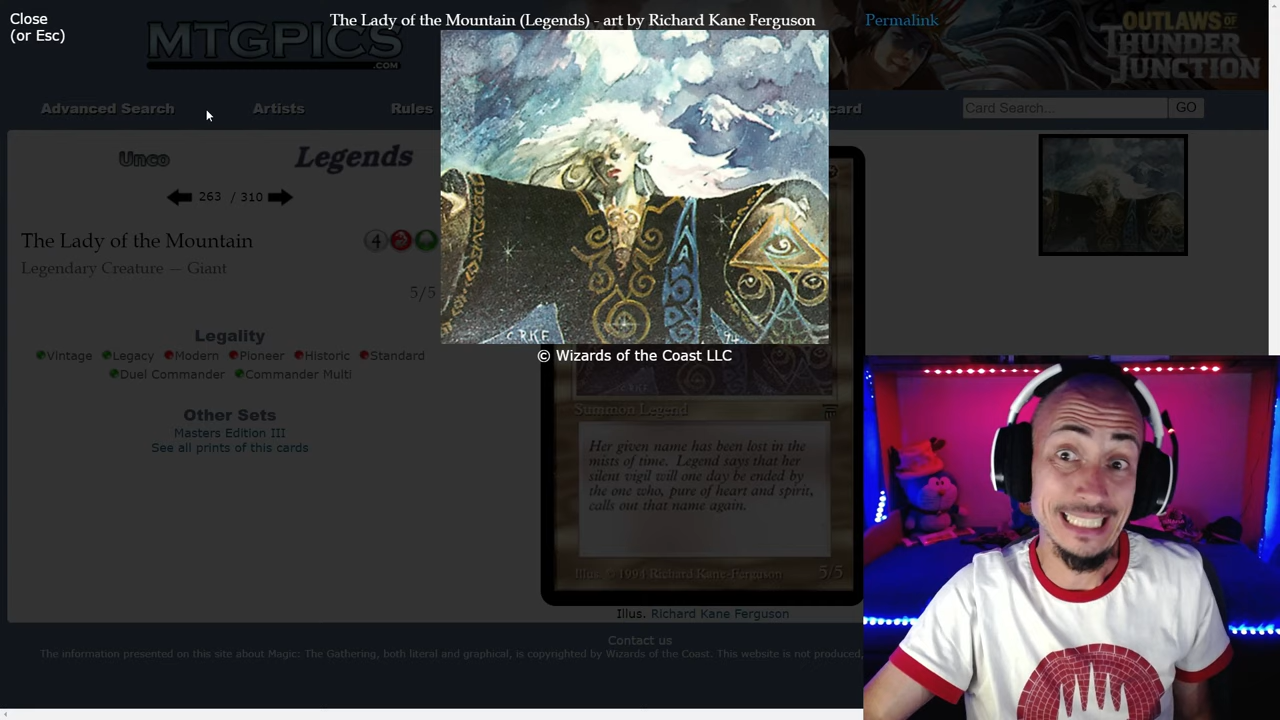 Close
(or Esc)
The Lady of the Mountain (Legends) - art by Richard Kane Ferguson
Permalink
MTGPICS
.COM
OUTLAWS OF
THUNDER
JUNCTION
Advanced Search
Artists
Rules
card
Card Search...
GO
Unco
Legends
263 / 310
The Lady of the Mountain
4
Legendary Creature — Giant
5/5
Legality
Vintage Legacy Modern Pioneer Historic Standard
Duel Commander Commander Multi
Other Sets
Masters Edition III
See all prints of this cards
C.RKF
94
© Wizards of the Coast LLC
Summon Legend
Her given name has been lost in the
mists of time. Legend says that her
silent vigil will one day be ended by
the one who, pure of heart and spirit,
calls out that name again.
Illus. © 1994 Richard Kane-Ferguson
5/5
Illus. Richard Kane Ferguson
Contact us
The information presented on this site about Magic: The Gathering, both literal and graphical, is copyrighted by Wizards of the Coast. This website is not produced,